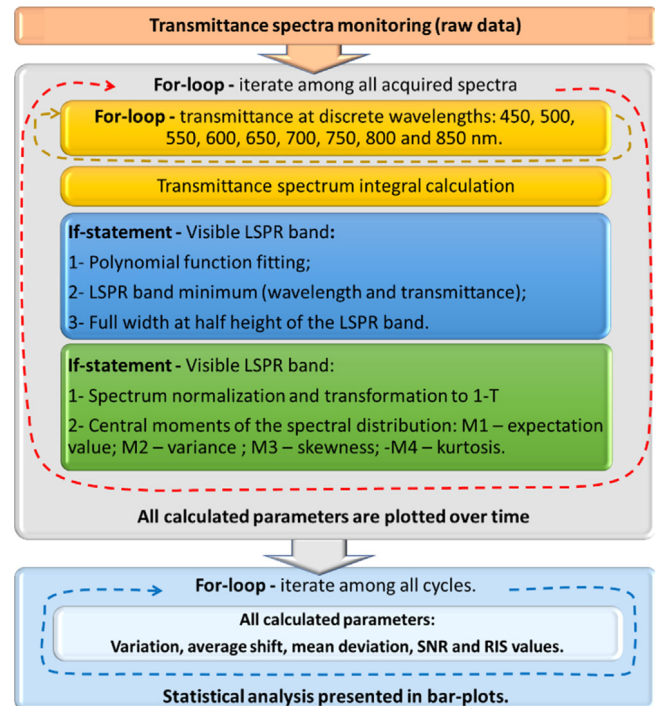 Transmittance spectra monitoring (raw data)
For-loop - iterate among all acquired spectra
For-loop - transmittance at discrete wavelengths: 450, 500,
550, 600, 650, 700, 750, 800 and 850 nm.
Transmittance spectrum integral calculation
If-statement - Visible LSPR band:
1- Polynomial function fitting;
2- LSPR band minimum (wavelength and transmittance);
3- Full width at half height of the LSPR band.
If-statement - Visible LSPR band:
1- Spectrum normalization and transformation to 1-T
2- Central moments of the spectral distribution: M1 – expectation
value; M2 – variance ; M3 – skewness; -M4 – kurtosis.
All calculated parameters are plotted over time
For-loop - iterate among all cycles.
All calculated parameters:
Variation, average shift, mean deviation, SNR and RIS values.
Statistical analysis presented in bar-plots.